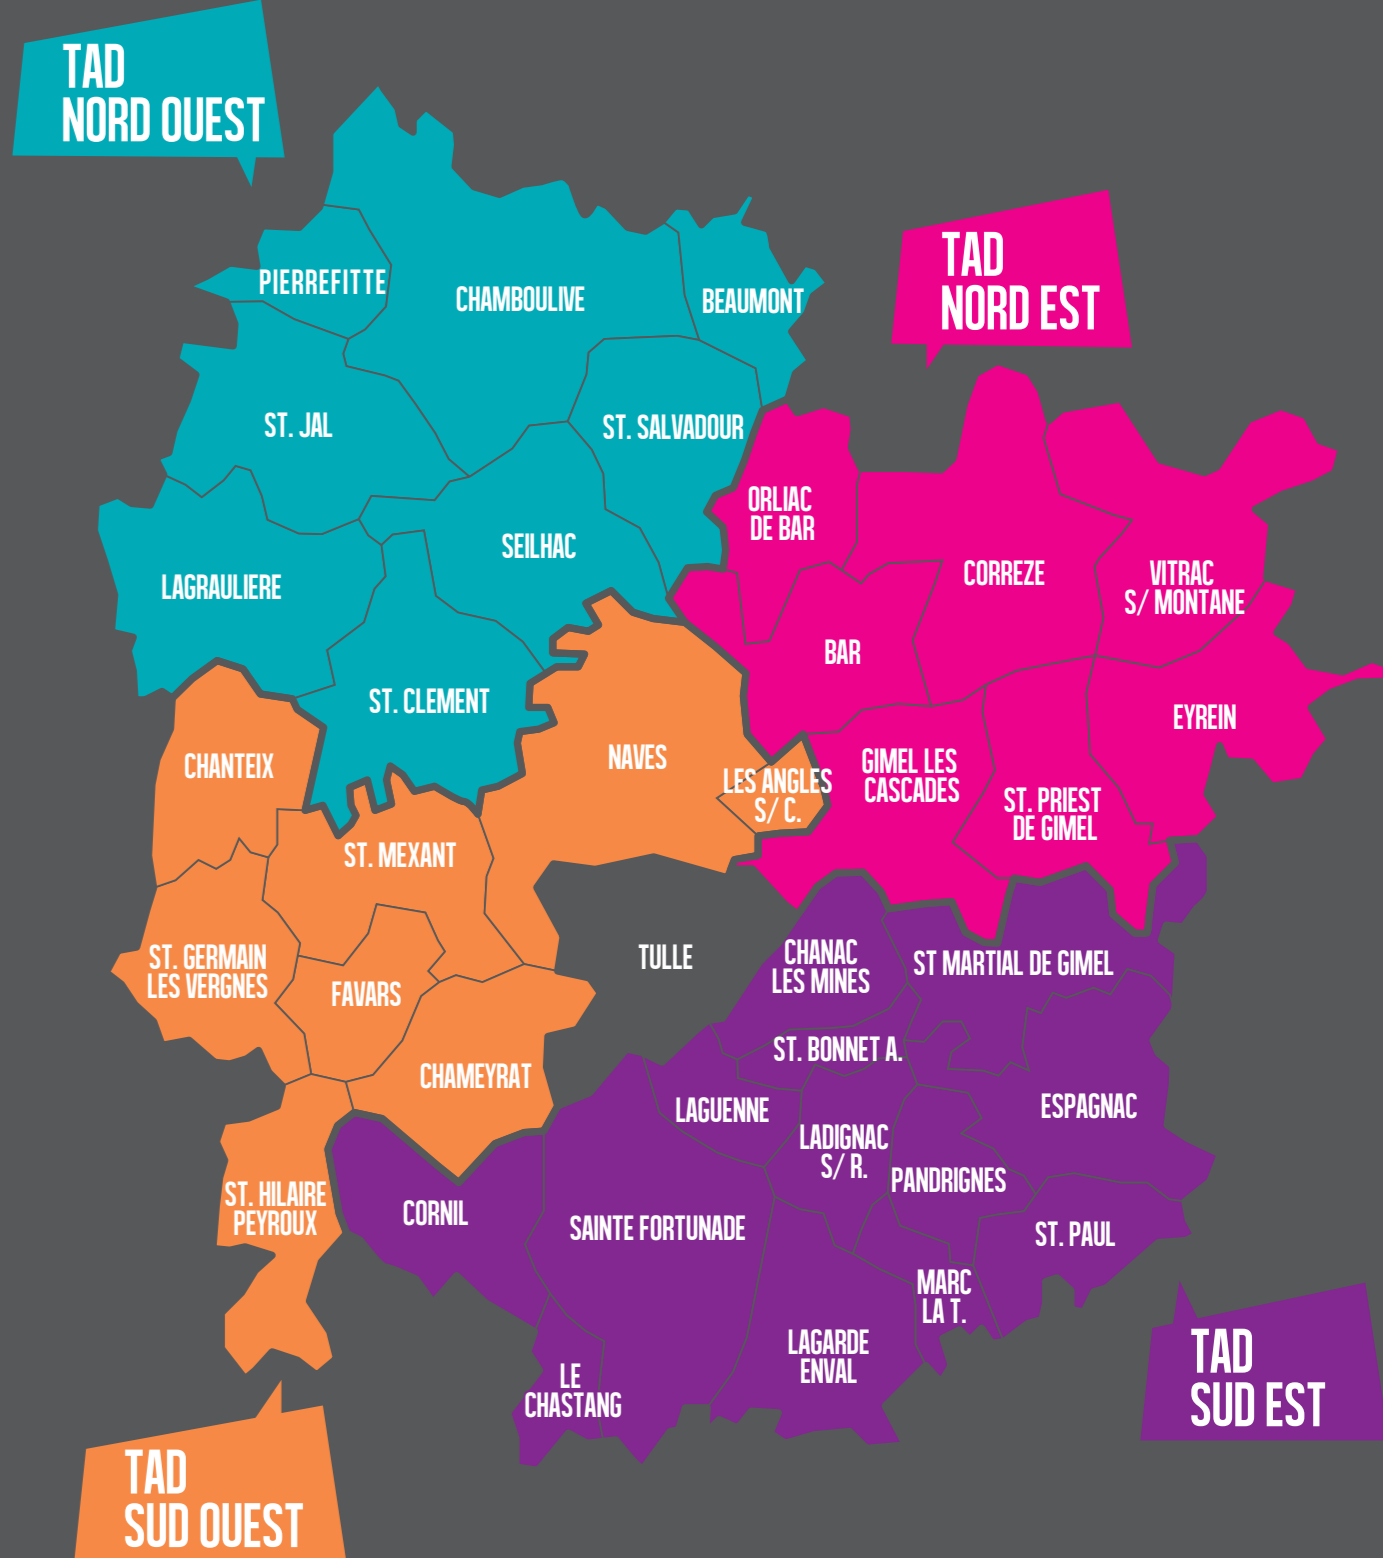 TAD
NORD OUEST
TAD
NORD EST
PIERREFITTE
CHAMBOULIVE
BEAUMONT
ST. JAL
ST. SALVADOUR
ORLIAC
DE BAR
SEILHAC
CORREZE
VITRAC
S/ MONTANE
LAGRAULIERE
BAR
ST. CLEMENT
EYREIN
CHANTEIX
NAVES
LES ANGLES
S/ C.
GIMEL LES
CASCADES
ST. PRIEST
DE GIMEL
ST. MEXANT
ST. GERMAIN
LES VERGNES
FAVARS
TULLE
CHANAC
LES MINES
ST MARTIAL DE GIMEL
ST. BONNET A.
CHAMEYRAT
LAGUENNE
ESPAGNAC
LADIGNAC
S/ R.
PANDRIGNES
ST. HILAIRE
PEYROUX
CORNIL
SAINTE FORTUNADE
ST. PAUL
MARC
LA T.
LAGARDE
ENVAL
LE
CHASTANG
TAD
SUD EST
TAD
SUD OUEST